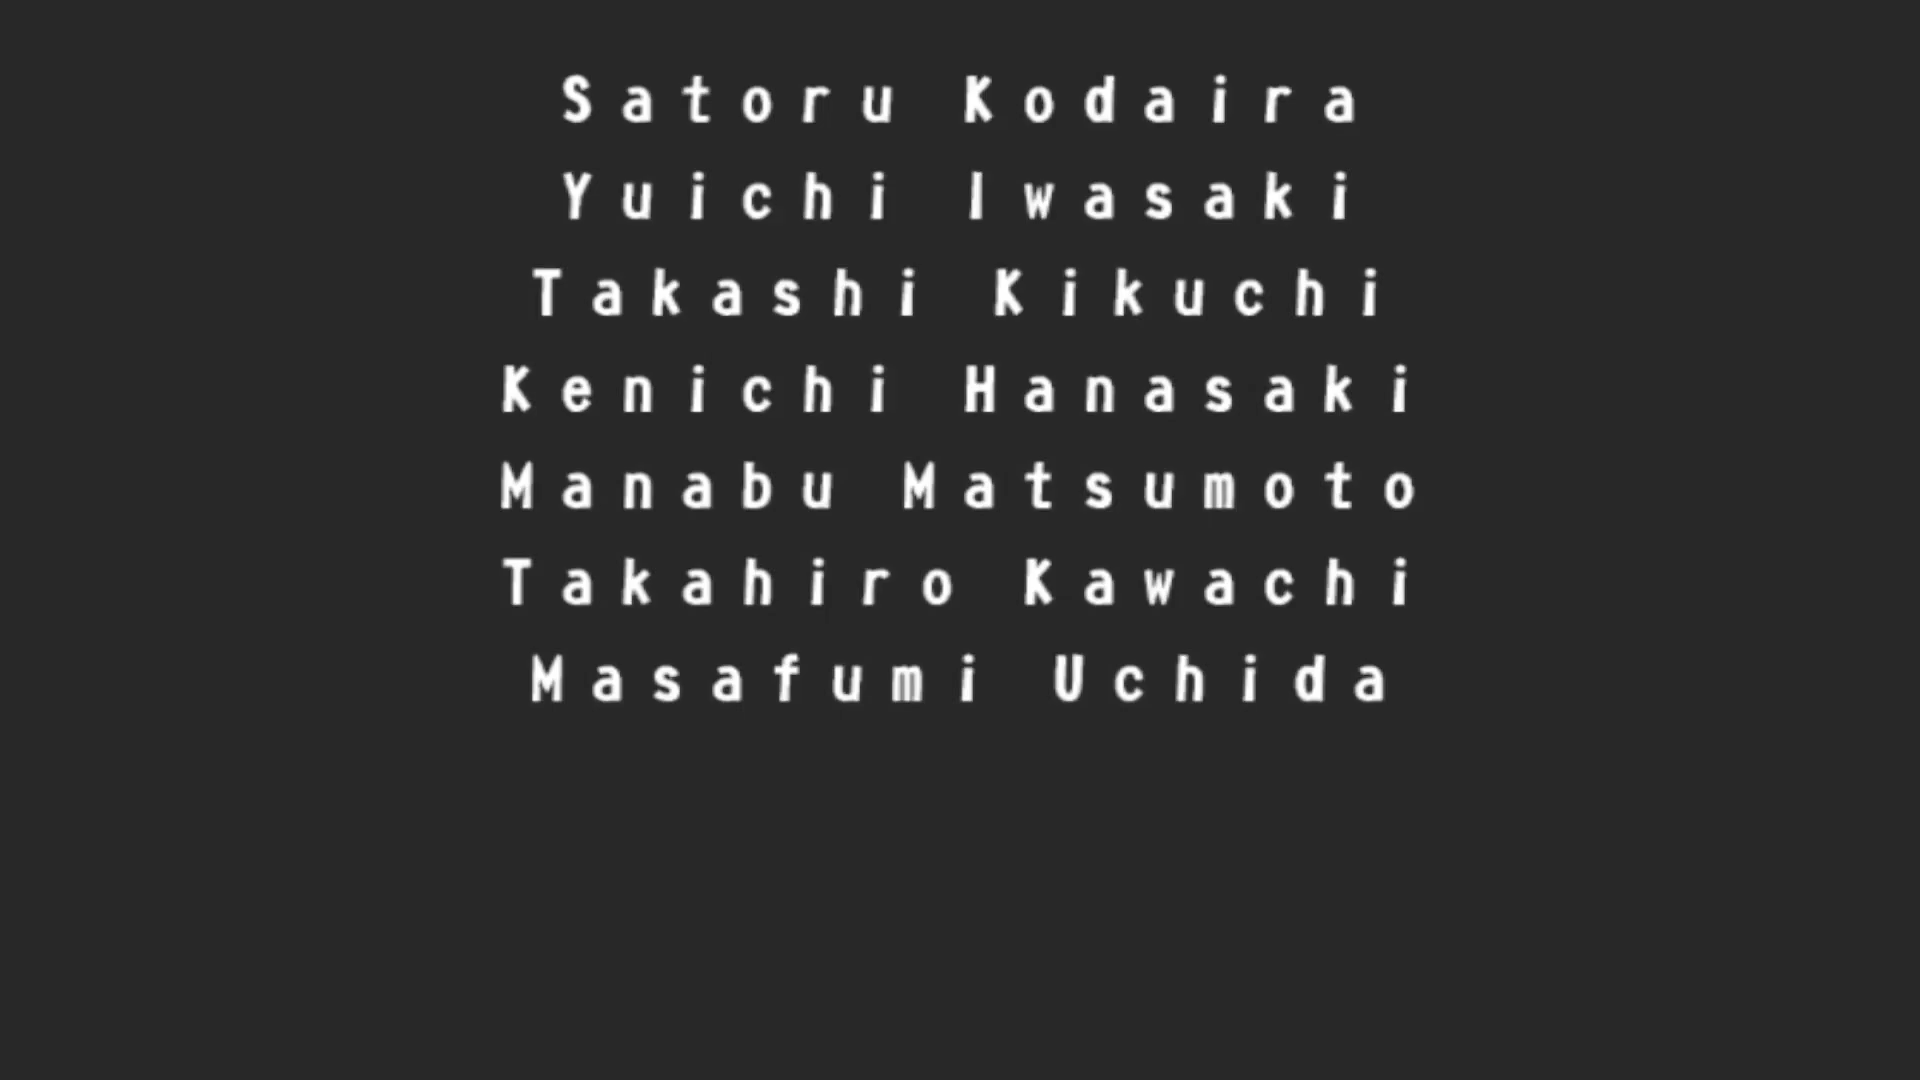 Satoru Kodaira
Yuichi Iwasaki
Takashi Kikuchi
Kenichi Hanasaki
Manabu Matsumoto
Takahiro Kawachi
Masafumi Uchida